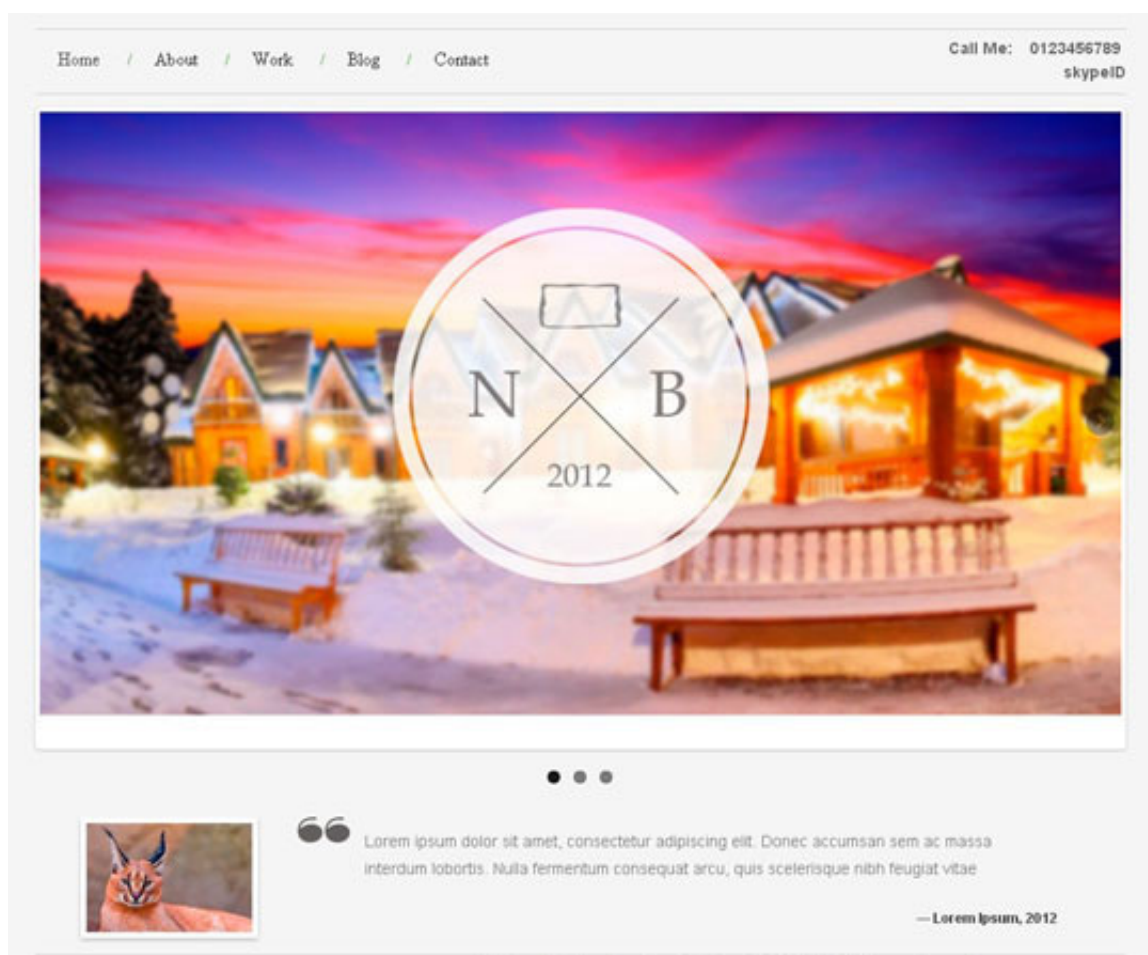 Home / About / Work / Blog / Contact
Call Me: 0123456789
skypeID
N B
2012
Lorem ipsum dolor sit amet, consectetur adipiscing elit. Donec accumsan sem ac massa
interdum lobortis. Nulla fermentum consequat arcu, quis scelerisque nibh feugiat vitae
— Lorem Ipsum, 2012